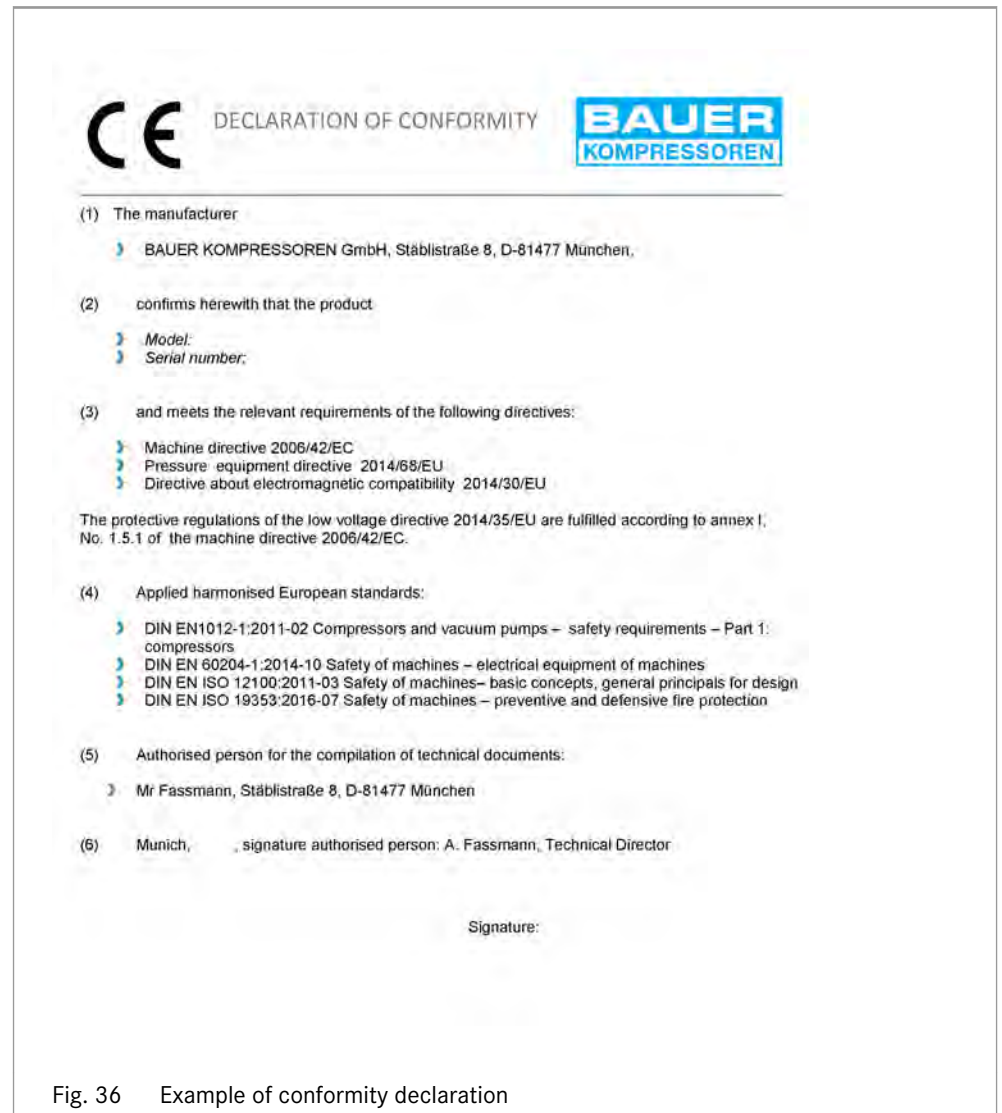 CE DECLARATION OF CONFORMITY BAUER
KOMPRESSOREN
(1) The manufacturer
BAUER KOMPRESSOREN GmbH, Stäblistraße 8, D-81477 München,
(2) confirms herewith that the product
Model:
Serial number:
(3) and meets the relevant requirements of the following directives:
Machine directive 2006/42/EC
Pressure equipment directive 2014/68/EU
Directive about electromagnetic compatibility 2014/30/EU
The protective regulations of the low voltage directive 2014/35/EU are fulfilled according to annex I,
No. 1.5.1 of the machine directive 2006/42/EC.
(4) Applied harmonised European standards:
DIN EN1012-1:2011-02 Compressors and vacuum pumps – safety requirements – Part 1:
compressors
DIN EN 60204-1:2014-10 Safety of machines – electrical equipment of machines
DIN EN ISO 12100:2011-03 Safety of machines– basic concepts, general principals for design
DIN EN ISO 19353:2016-07 Safety of machines – preventive and defensive fire protection
(5) Authorised person for the compilation of technical documents:
Mr Fassmann, Stäblistraße 8, D-81477 München
(6) Munich, , signature authorised person: A. Fassmann, Technical Director
Signature:
Fig. 36 Example of conformity declaration